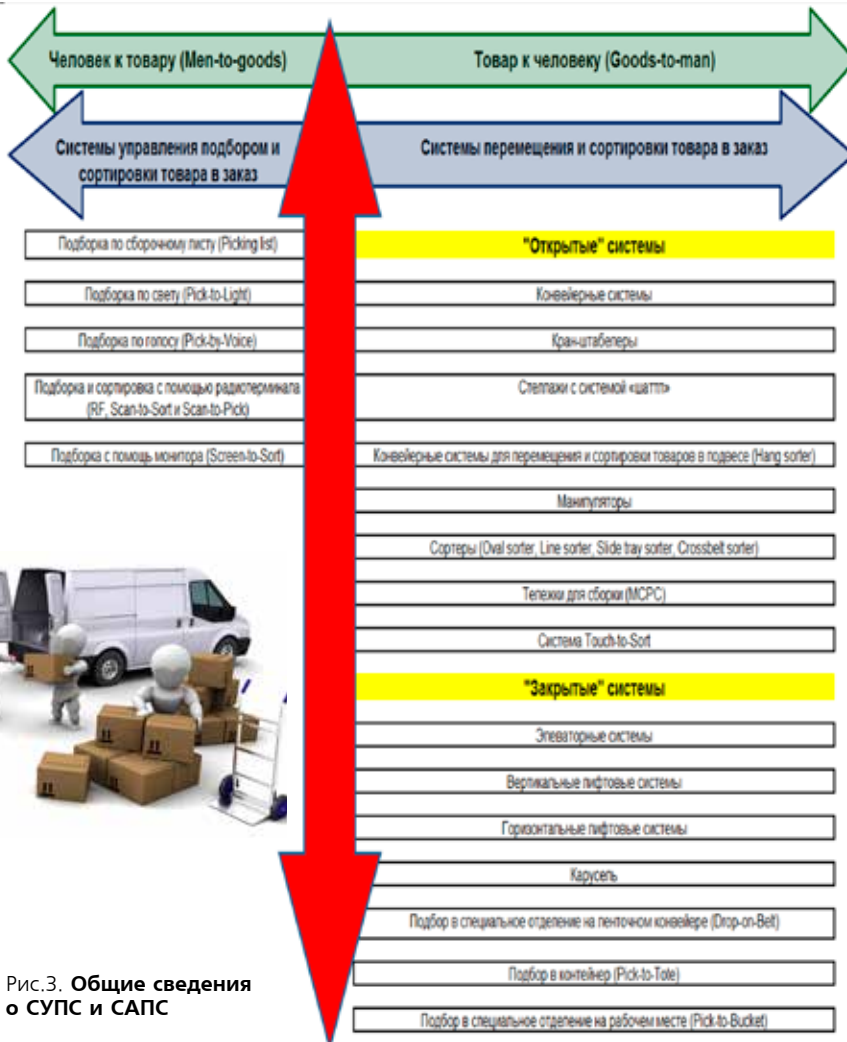 Человек к товару (Men-to-goods)
Товар к человеку (Goods-to-man)
Системы управления подбором и
сортировки товара в заказ
Системы перемещения и сортировки товара в заказ
Подборка по сборочному листу (Picking list)
Подборка по свету (Pick-to-Light)
Подборка по голосу (Pick-by-Voice)
Подборка и сортировка с помощью радиотерминала
(RF, Scan-to-Sort и Scan-to-Pick)
Подборка с помощь монитора (Screen-to-Sort)
"Открытые" системы
Конвейерные системы
Кран-штабелеры
Стеллажи с системой «шаттл»
Конвейерные системы для перемещения и сортировки товаров в подвесе (Hang sorter)
Манипуляторы
Сортеры (Oval sorter, Line sorter, Slide tray sorter, Crossbelt sorter)
Тележки для сборки (MCPC)
Система Touch-to-Sort
"Закрытые" системы
Элеваторные системы
Вертикальные лифтовые системы
Горизонтальные лифтовые системы
Карусель
Подбор в специальное отделение на ленточном конвейере (Drop-on-Belt)
Подбор в контейнер (Pick-to-Tote)
Подбор в специальное отделение на рабочем месте (Pick-to-Bucket)
Рис.3. Общие сведения
о СУПС и САПС